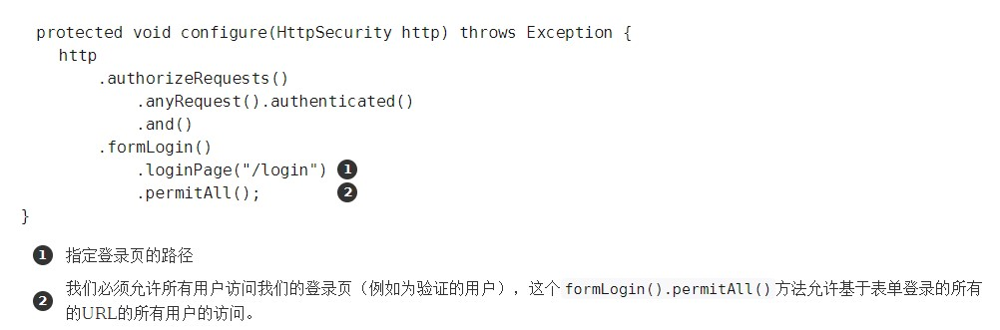 protected void configure(HttpSecurity http) throws Exception {
http
.authorizeRequests()
.anyRequest().authenticated()
.and()
.formLogin()
.loginPage("/login") 1
.permitAll(); 2
}
1 指定登录页的路径
2 我们必须允许所有用户访问我们的登录页（例如为验证的用户），这个 formLogin().permitAll() 方法允许基于表单登录的所有
的URL的所有用户的访问。